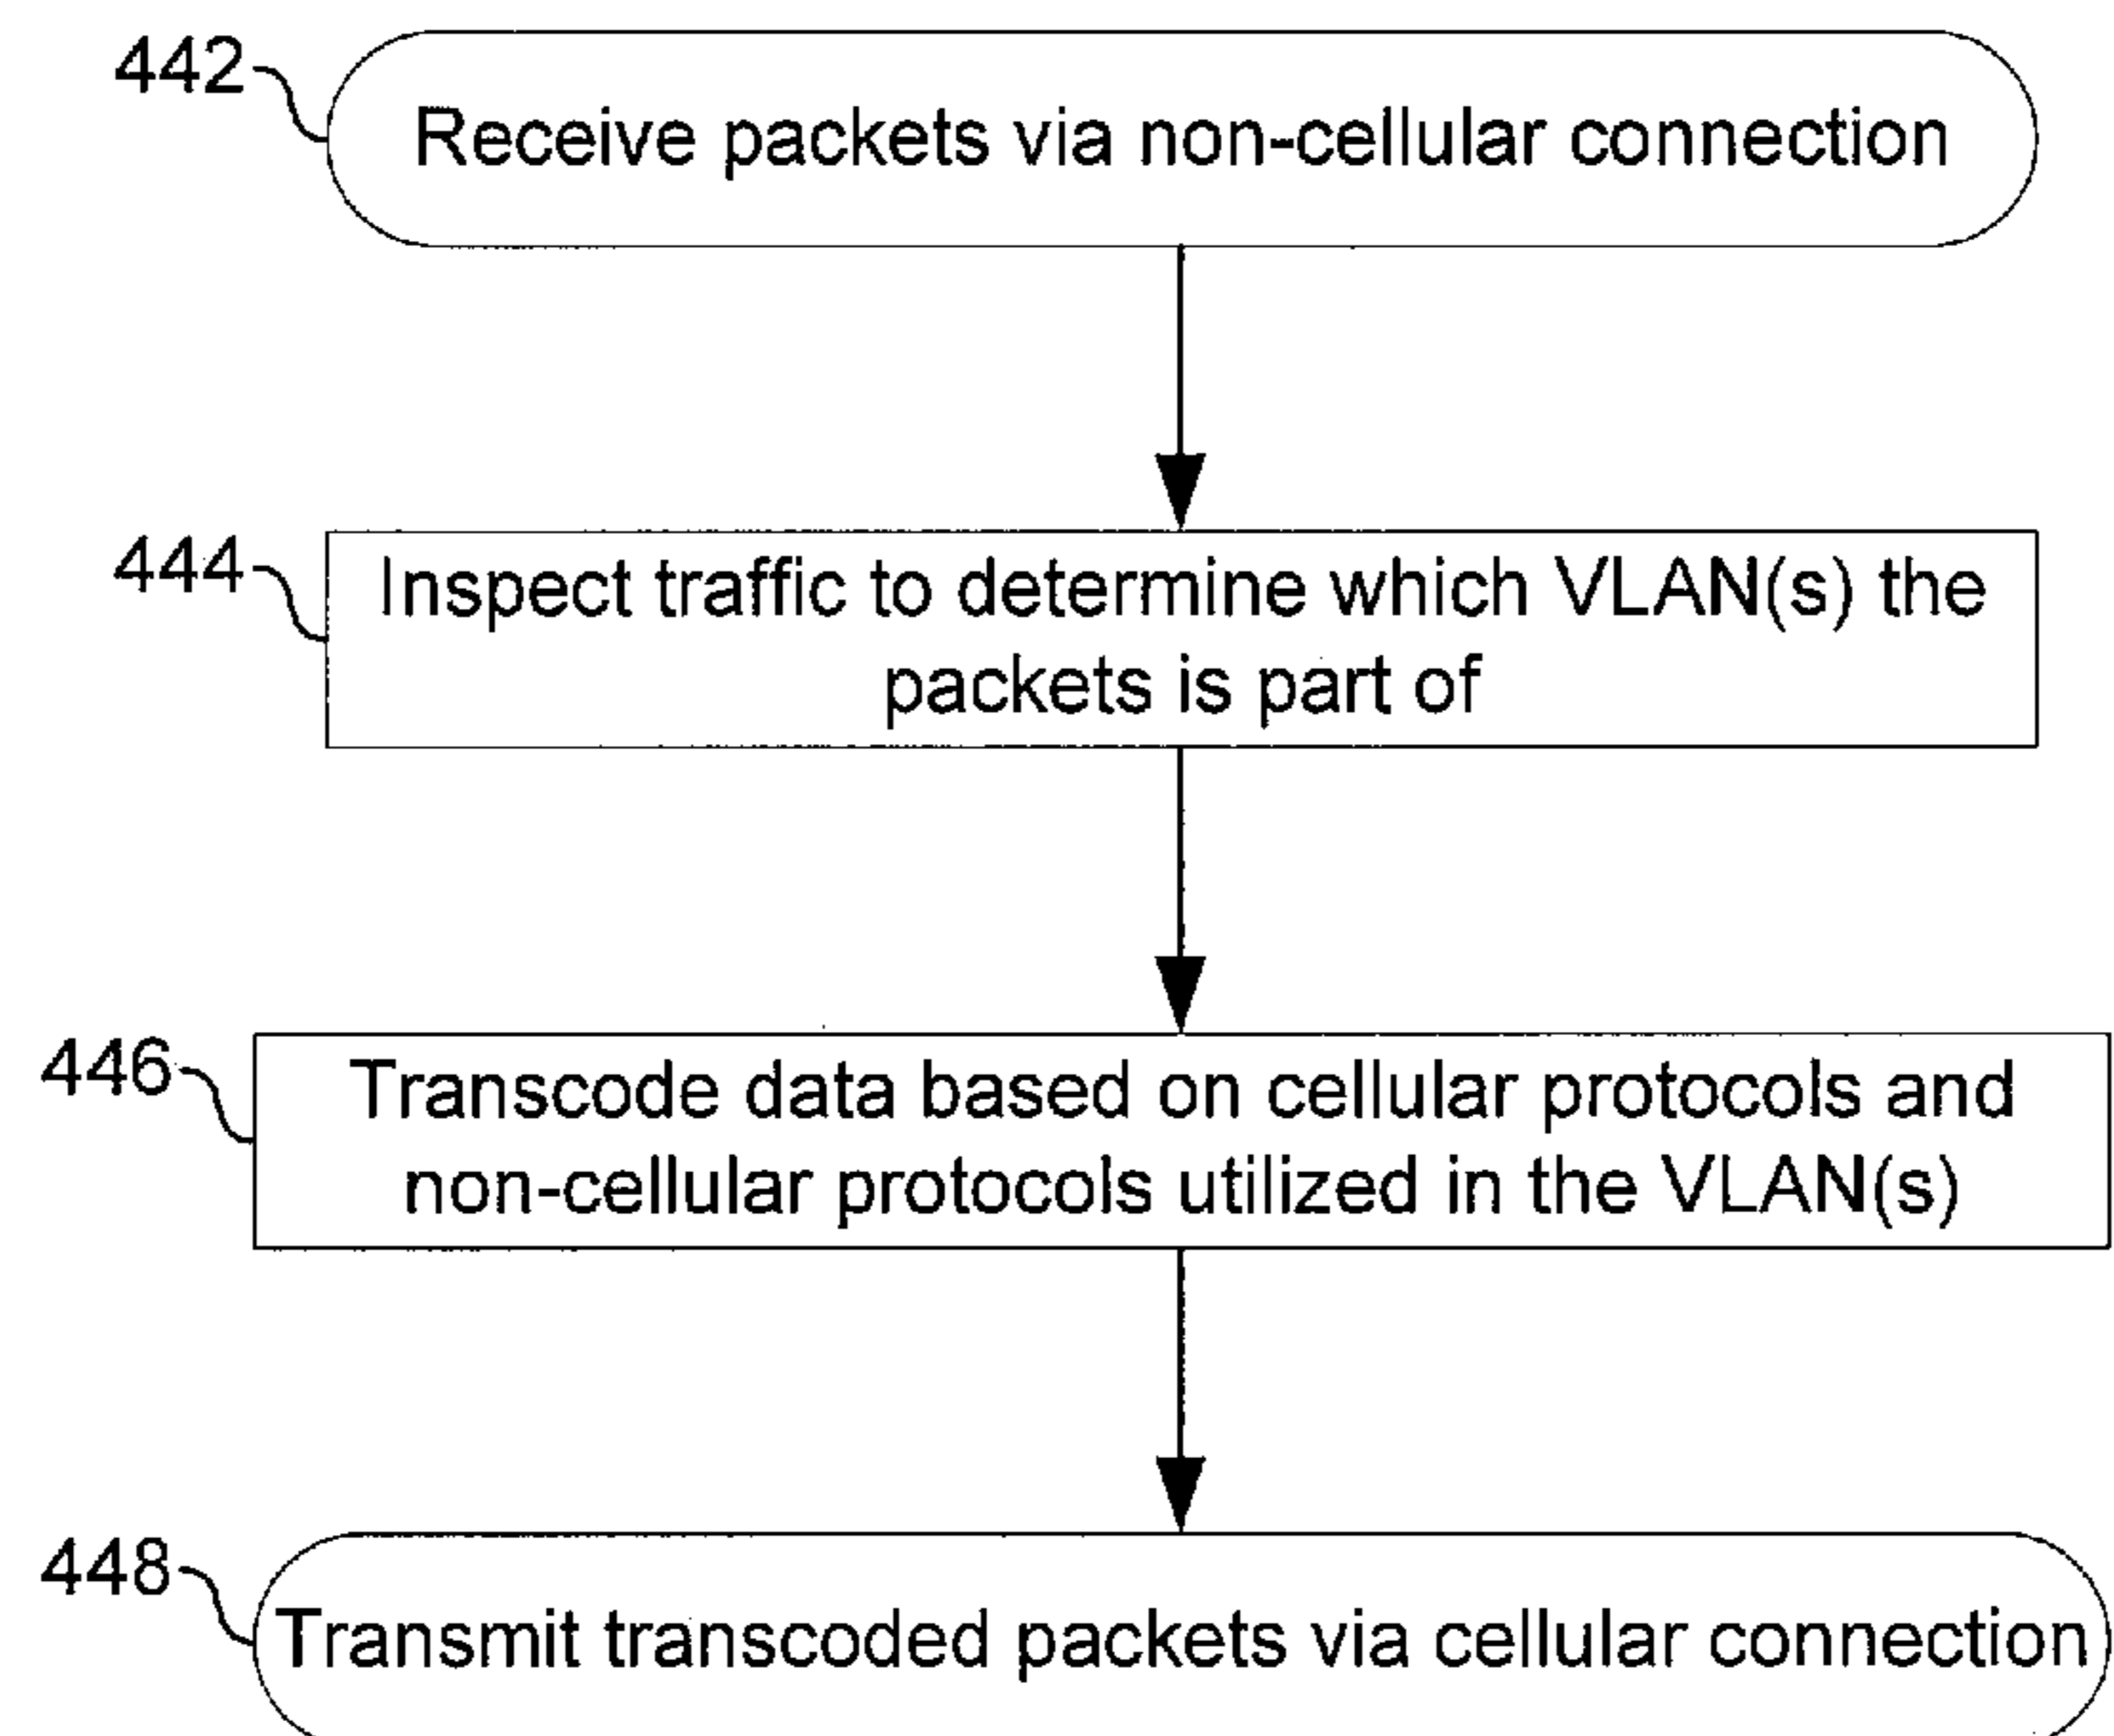 442
Receive packets via non-cellular connection
444
Inspect traffic to determine which VLAN(s) the
packets is part of
446
Transcode data based on cellular protocols and
non-cellular protocols utilized in the VLAN(s)
448
Transmit transcoded packets via cellular connection